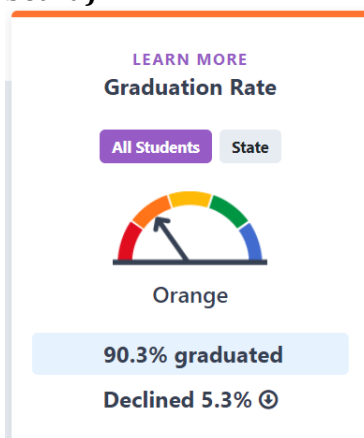 LEARN MORE
Graduation Rate
All Students State
Orange
90.3% graduated
Declined 5.3%